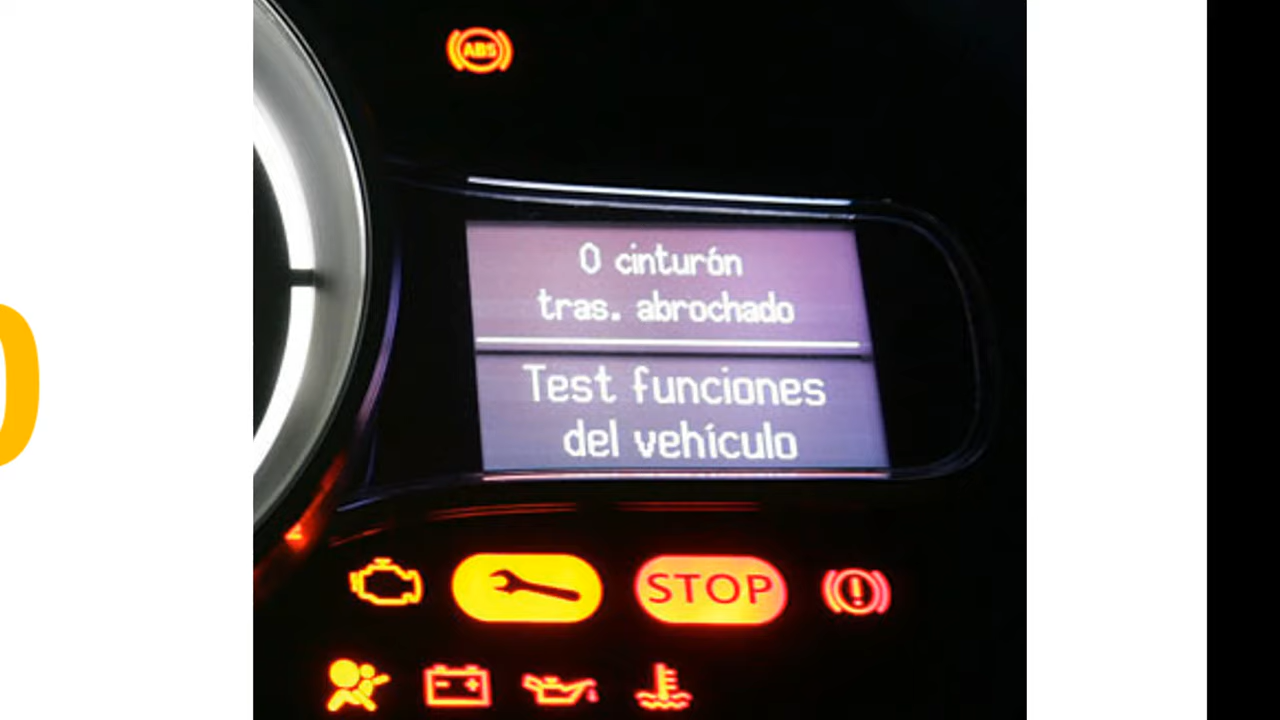 ABS
0 cinturón
tras. abrochado
Test funciones
del vehículo
STOP